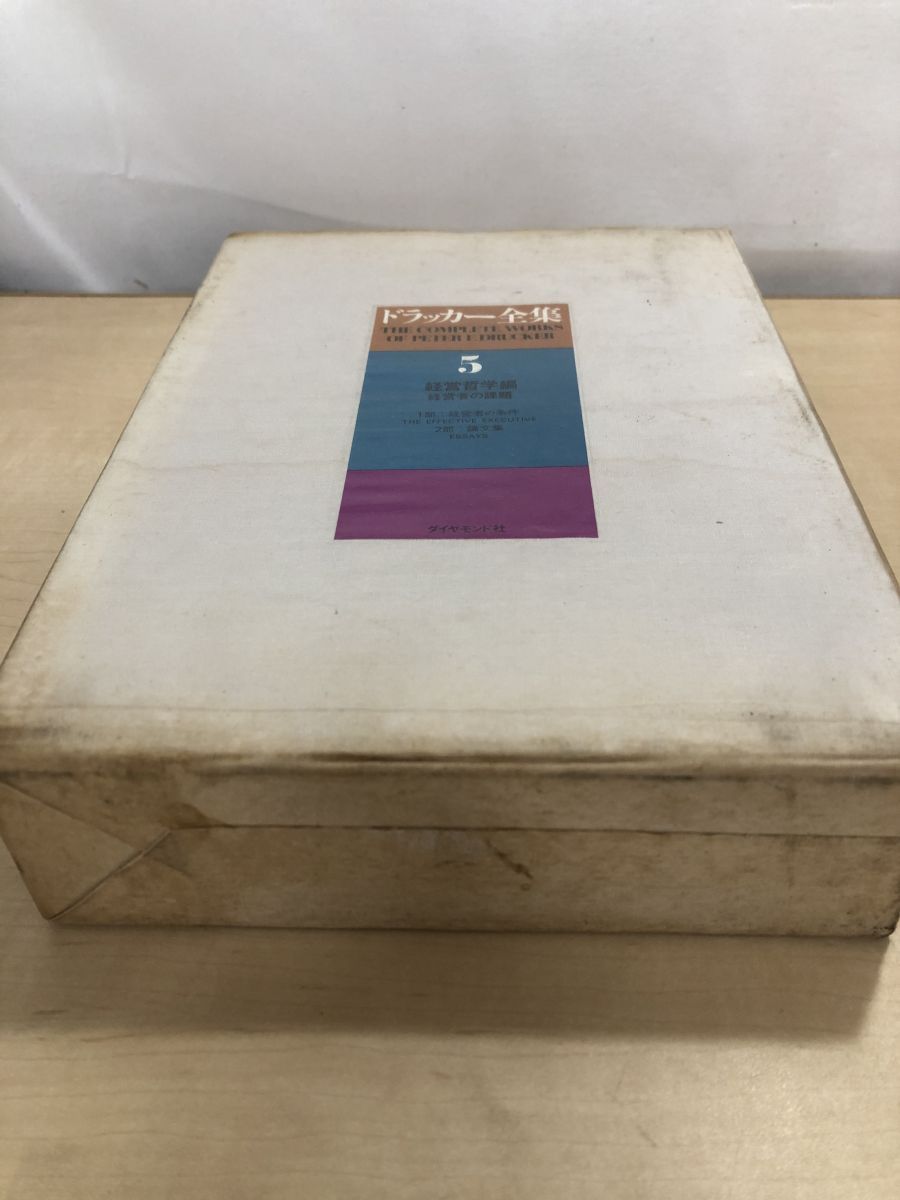 ドラッカー全集
THE COMPLETE WORKS
OF PETER F. DRUCKER
5
経営哲学編
経営者の課題
1部：経営者の条件
THE EFFECTIVE EXECUTIVE
2部：論文集
ESSAYS
ダイヤモンド社